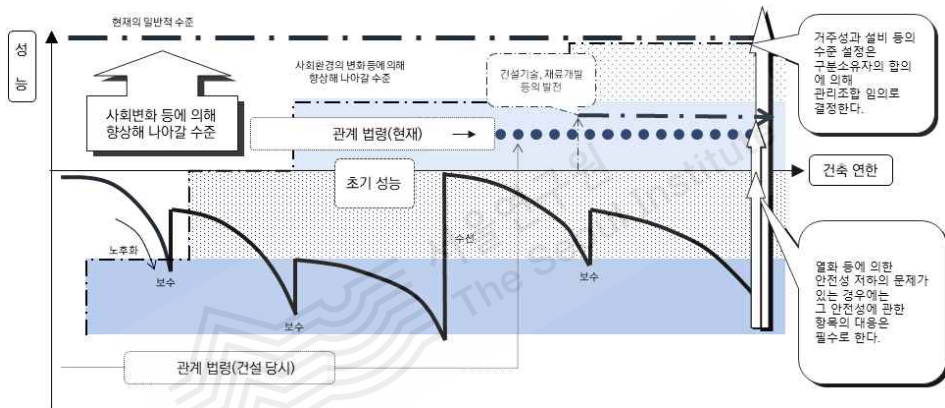 현재의 일반적 수준
성
능
사회환경의 변화 등에 의해
향상해 나아갈 수준
건설기술, 재료개발
등의 발전
거주성과 설비 등의
수준 설정은
구분소유자의 합의
에 의해
관리조합 임의로
결정한다.
사회변화 등에 의해
향상해 나아갈 수준
관계 법령(현재)
초기 성능
건축 연한
노후화
보수
수선
보수
보수
열화 등에 의한
안전성 저하의 문제가
있는 경우에는
그 안전성에 관한
항목의 대응은
필수로 한다.
관계 법령(건설 당시)
서울연구원
The Seoul Institute